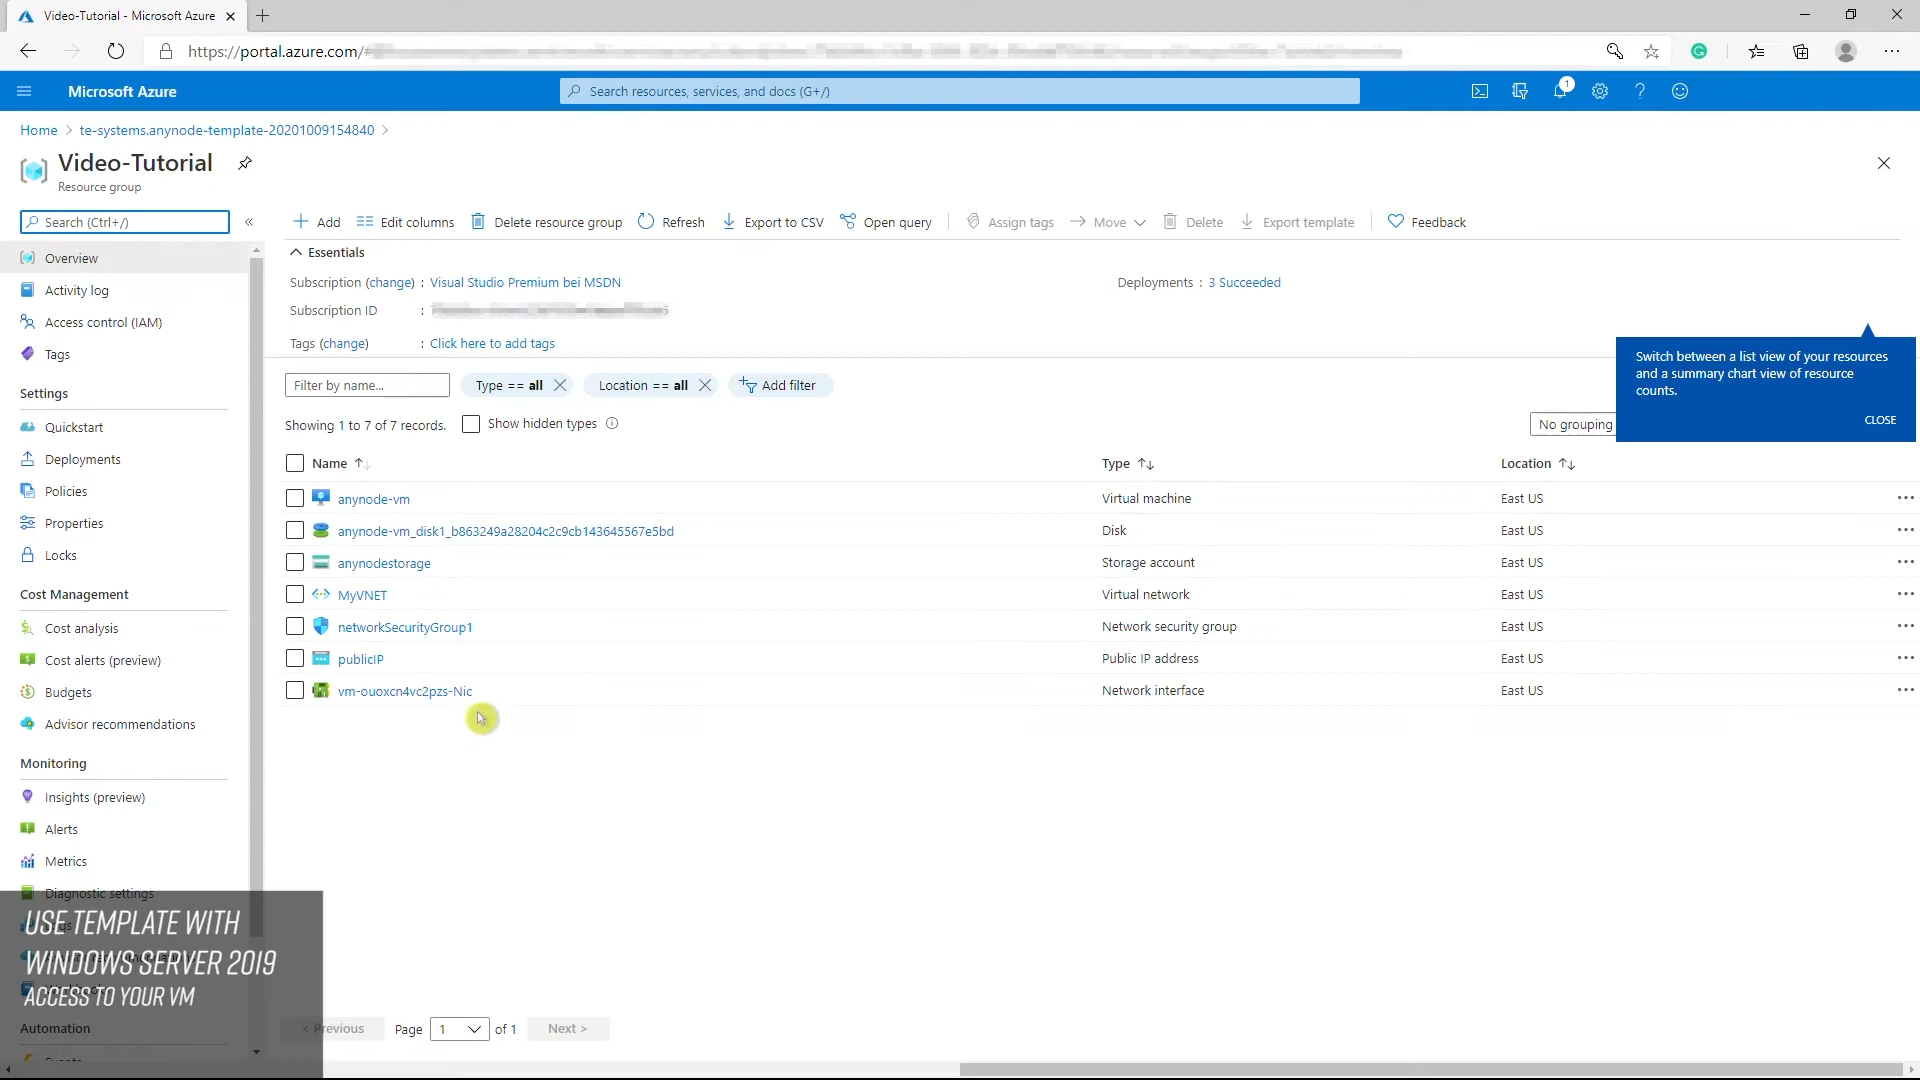 Video-Tutorial - Microsoft Azure
https://portal.azure.com/#
Microsoft Azure
Search resources, services, and docs (G+/)
1
Home > te-systems.anynode-template-20201009154840 >
Video-Tutorial
Resource group
Search (Ctrl+/)
«
Add
Edit columns
Delete resource group
Refresh
Export to CSV
Open query
Assign tags
Move
Delete
Export template
Feedback
Overview
Activity log
Access control (IAM)
Tags
Settings
Quickstart
Deployments
Policies
Properties
Locks
Cost Management
Cost analysis
Cost alerts (preview)
Budgets
Advisor recommendations
Monitoring
Insights (preview)
Alerts
Metrics
Diagnostic settings
Automation
Essentials
Subscription (change) : Visual Studio Premium bei MSDN
Deployments : 3 Succeeded
Subscription ID :
Tags (change) : Click here to add tags
Switch between a list view of your resources
and a summary chart view of resource
counts.
CLOSE
Filter by name...
Type == all
Location == all
Add filter
Showing 1 to 7 of 7 records.
Show hidden types
No grouping
Name Type Location
anynode-vm Virtual machine East US
anynode-vm_disk1_b863249a28204c2c9cb143645567e5bd Disk East US
anynodestorage Storage account East US
MyVNET Virtual network East US
networkSecurityGroup1 Network security group East US
publicIP Public IP address East US
vm-ouoxcn4vc2pzs-Nic Network interface East US
USE TEMPLATE WITH
WINDOWS SERVER 2019
ACCESS TO YOUR VM
< Previous Page 1 of 1 Next >